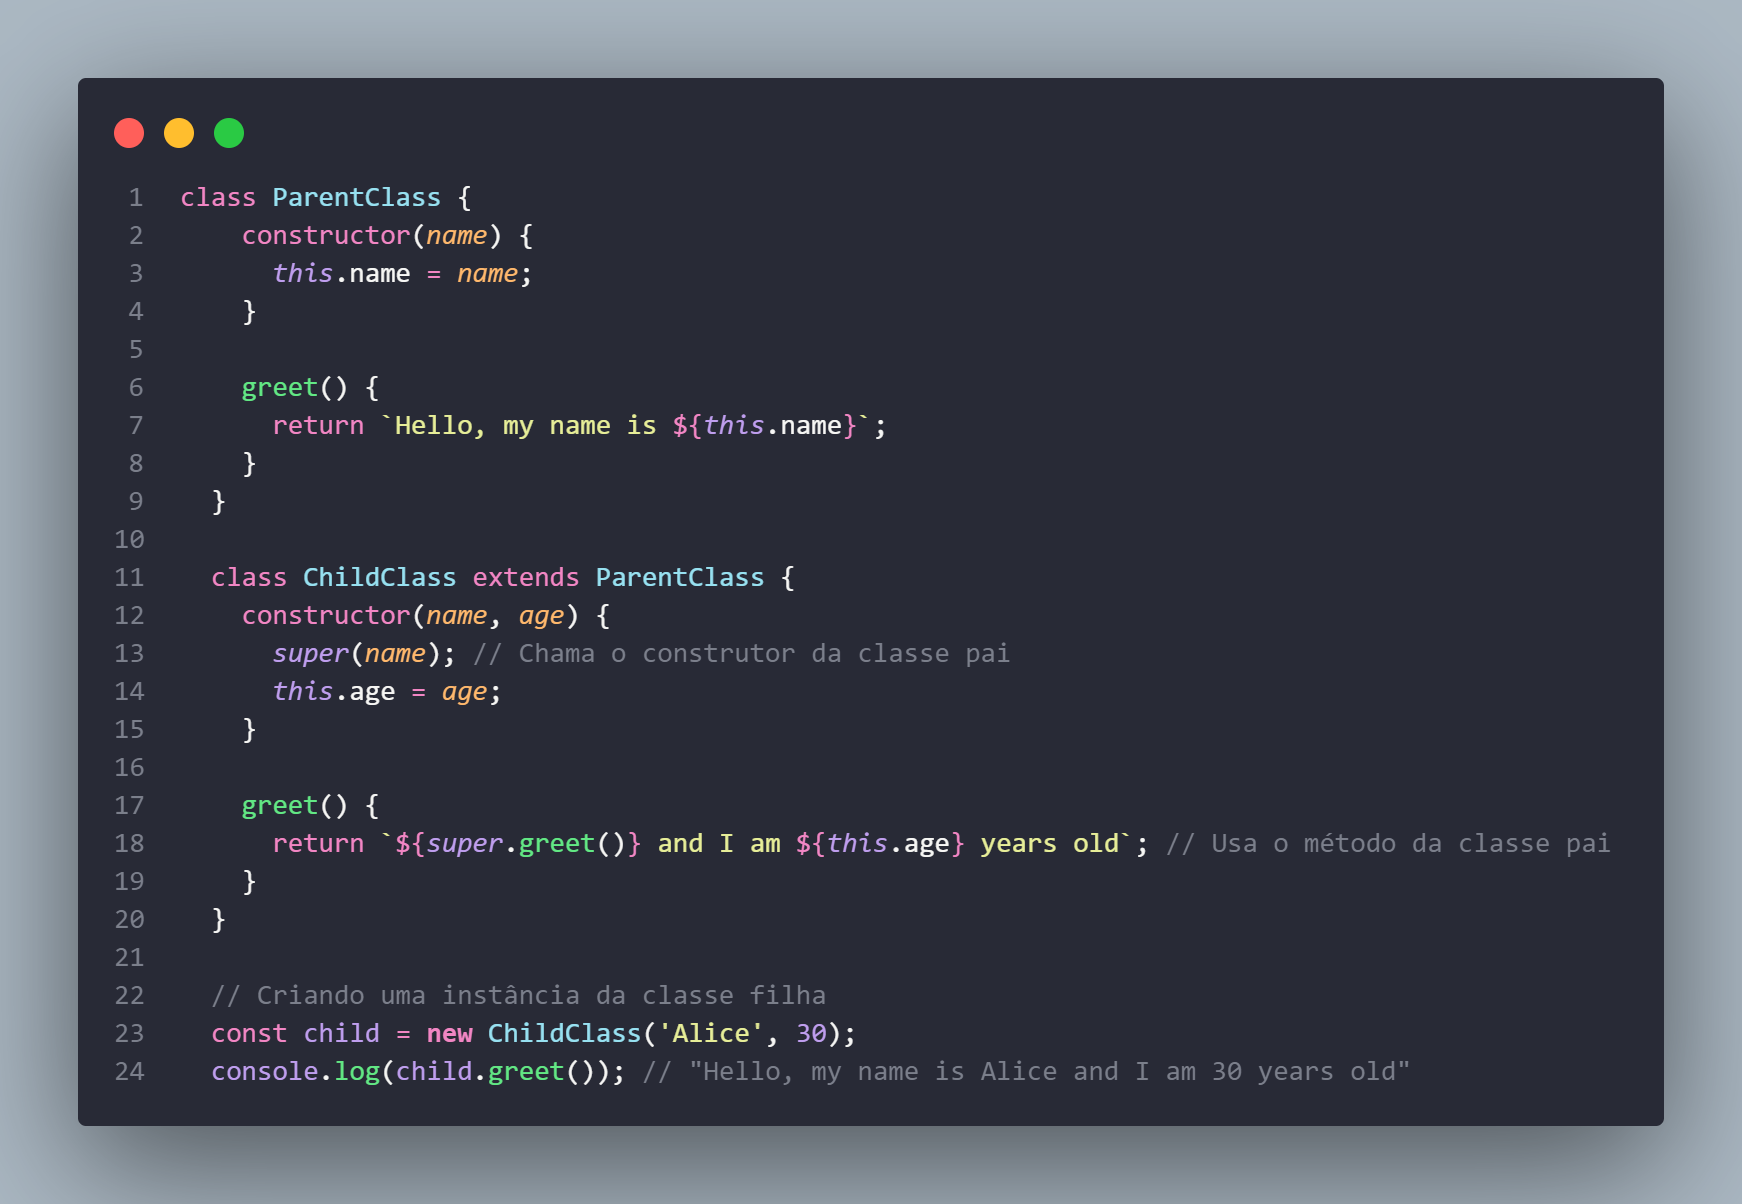 1 class ParentClass {
2 constructor(name) {
3 this.name = name;
4 }
5
6 greet() {
7 return `Hello, my name is ${this.name}`;
8 }
9 }
10
11 class ChildClass extends ParentClass {
12 constructor(name, age) {
13 super(name); // Chama o construtor da classe pai
14 this.age = age;
15 }
16
17 greet() {
18 return `${super.greet()} and I am ${this.age} years old`; // Usa o método da classe pai
19 }
20 }
21
22 // Criando uma instância da classe filha
23 const child = new ChildClass('Alice', 30);
24 console.log(child.greet()); // "Hello, my name is Alice and I am 30 years old"